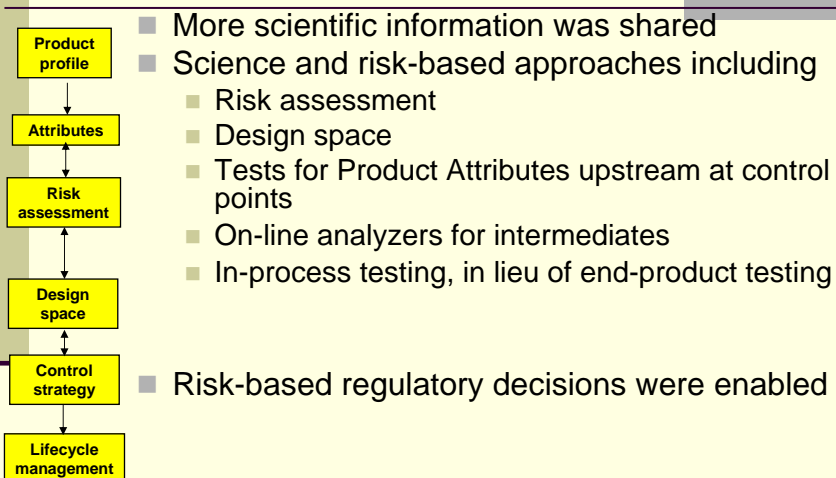 Product
profile
Attributes
Risk
assessment
Design
space
Control
strategy
Lifecycle
management
More scientific information was shared
Science and risk-based approaches including
Risk assessment
Design space
Tests for Product Attributes upstream at control
points
On-line analyzers for intermediates
In-process testing, in lieu of end-product testing
Risk-based regulatory decisions were enabled